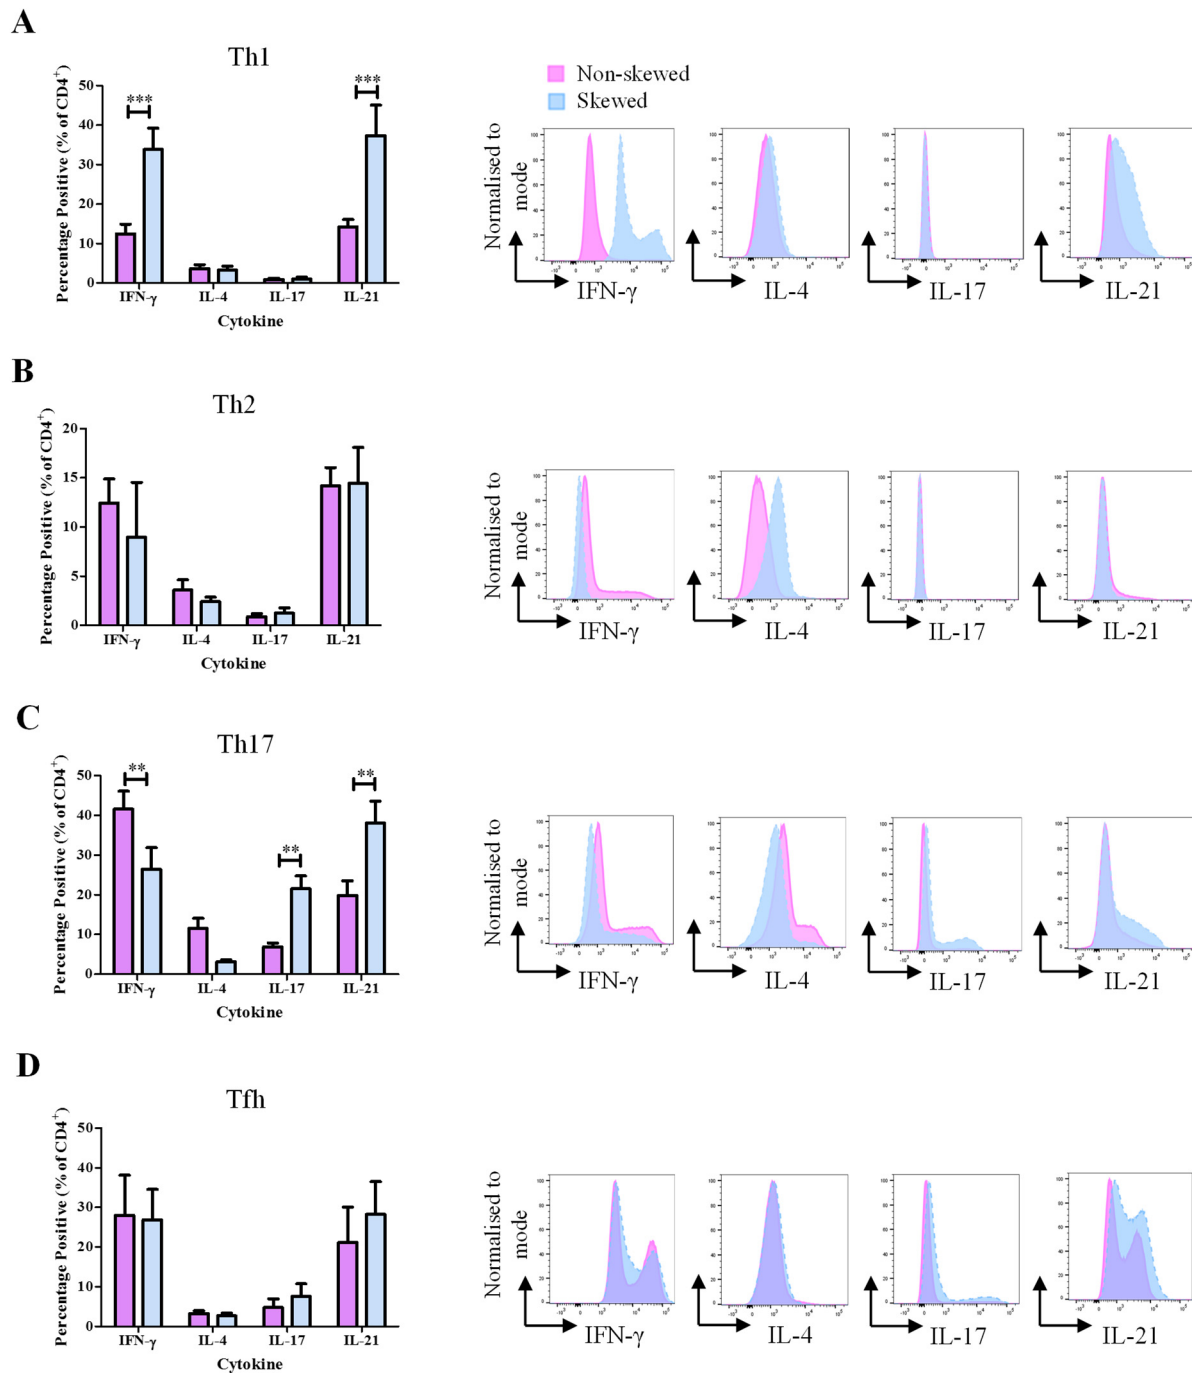 A
Th1
Percentage Positive (% of CD4+)
50
40
30
20
10
0
***
***
IFN-γ IL-4 IL-17 IL-21
Cytokine
Non-skewed
Skewed
Normalised to
mode
IFN-γ IL-4 IL-17 IL-21
B
Th2
Percentage Positive (% of CD4+)
20
15
10
5
0
IFN-γ IL-4 IL-17 IL-21
Cytokine
Normalised to
mode
IFN-γ IL-4 IL-17 IL-21
C
Th17
Percentage Positive (% of CD4+)
50
40
30
20
10
0
**
**
**
IFN-γ IL-4 IL-17 IL-21
Cytokine
Normalised to
mode
IFN-γ IL-4 IL-17 IL-21
D
Tfh
Percentage Positive (% of CD4+)
50
40
30
20
10
0
IFN-γ IL-4 IL-17 IL-21
Cytokine
Normalised to
mode
IFN-γ IL-4 IL-17 IL-21